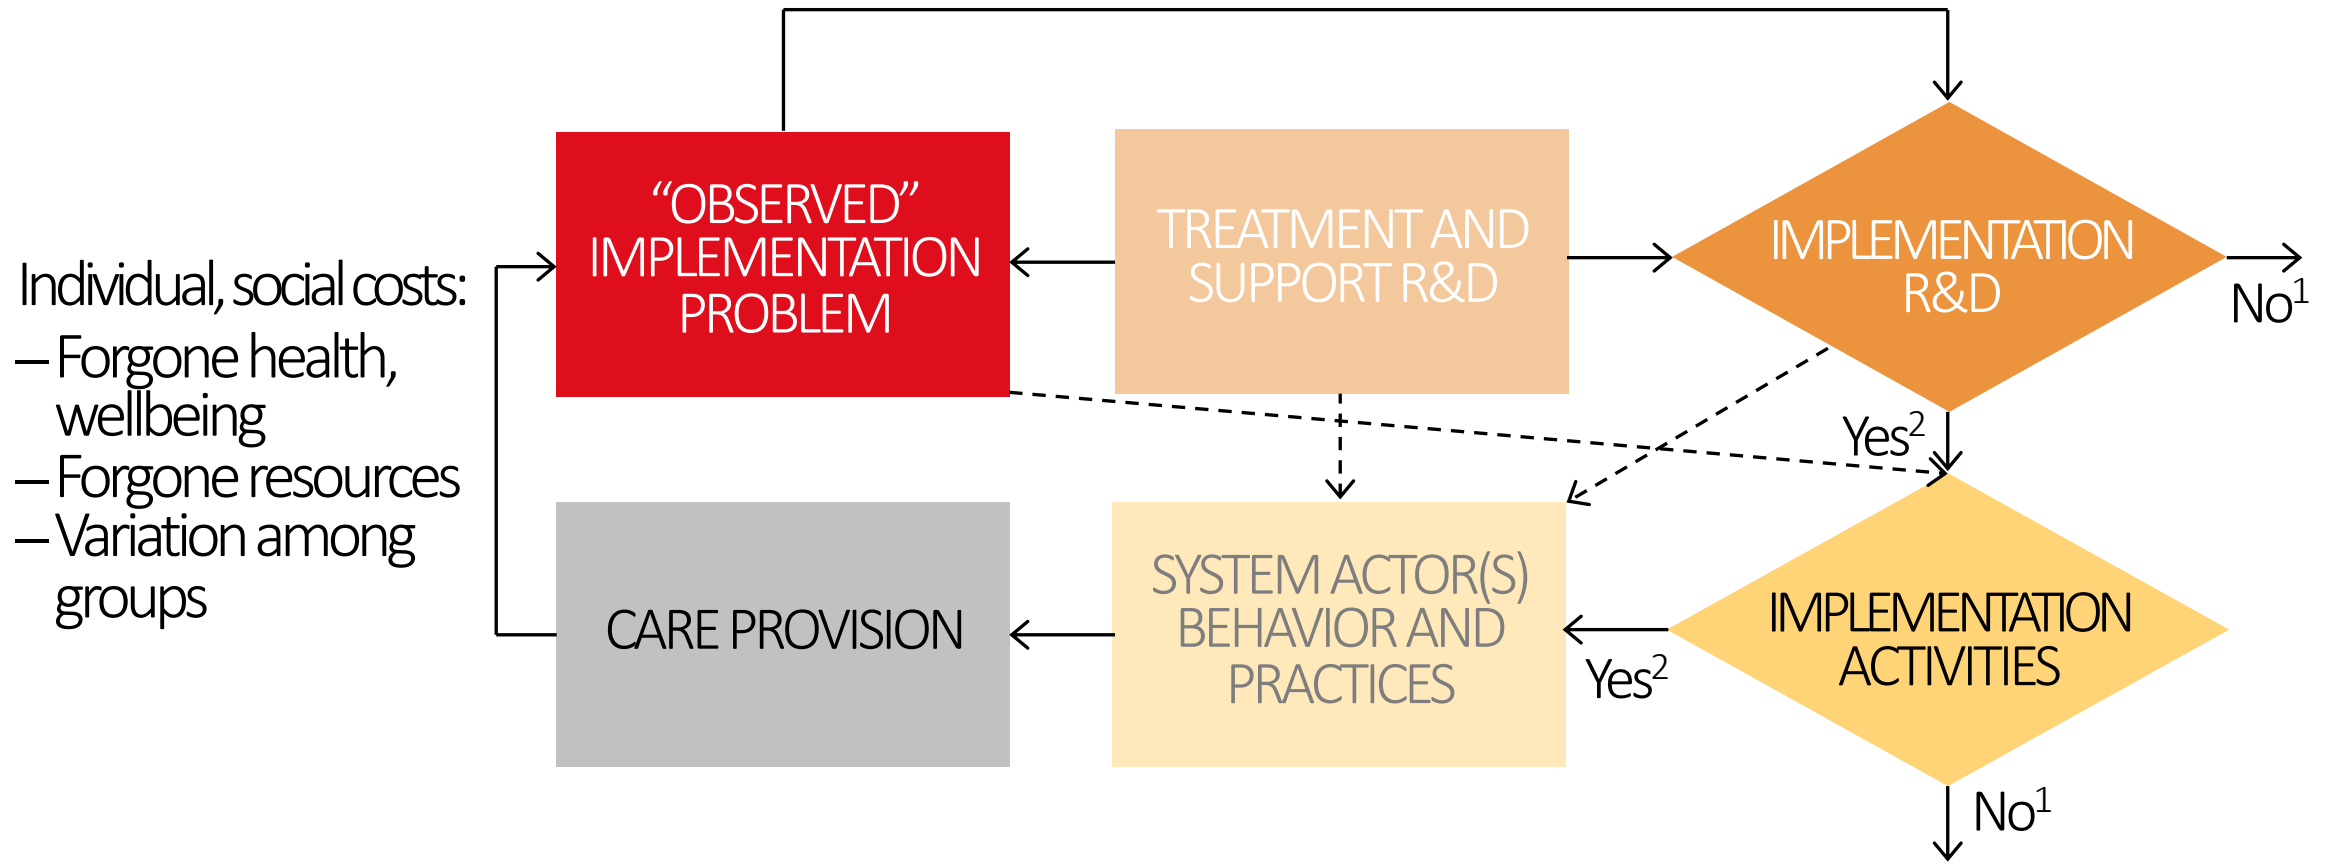 Individual, social costs:
– Forgone health,
wellbeing
– Forgone resources
– Variation among
groups
“OBSERVED”
IMPLEMENTATION
PROBLEM
TREATMENT AND
SUPPORT R&D
IMPLEMENTATION
R&D
No¹
Yes²
CARE PROVISION
SYSTEM ACTOR(S)
BEHAVIOR AND
PRACTICES
Yes²
IMPLEMENTATION
ACTIVITIES
No¹